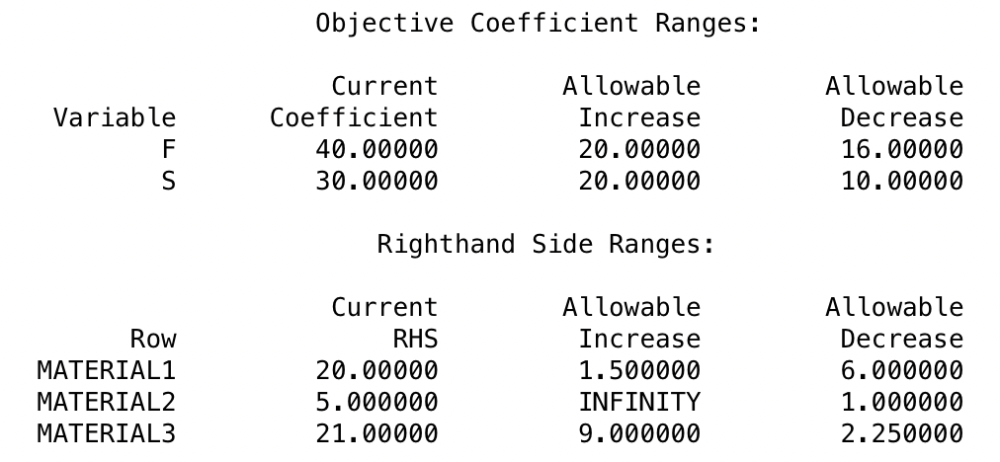 Objective Coefficient Ranges:
Current Allowable Allowable
Variable Coefficient Increase Decrease
F 40.00000 20.00000 16.00000
S 30.00000 20.00000 10.00000
Righthand Side Ranges:
Current Allowable Allowable
Row RHS Increase Decrease
MATERIAL1 20.00000 1.500000 6.000000
MATERIAL2 5.000000 INFINITY 1.000000
MATERIAL3 21.00000 9.000000 2.250000